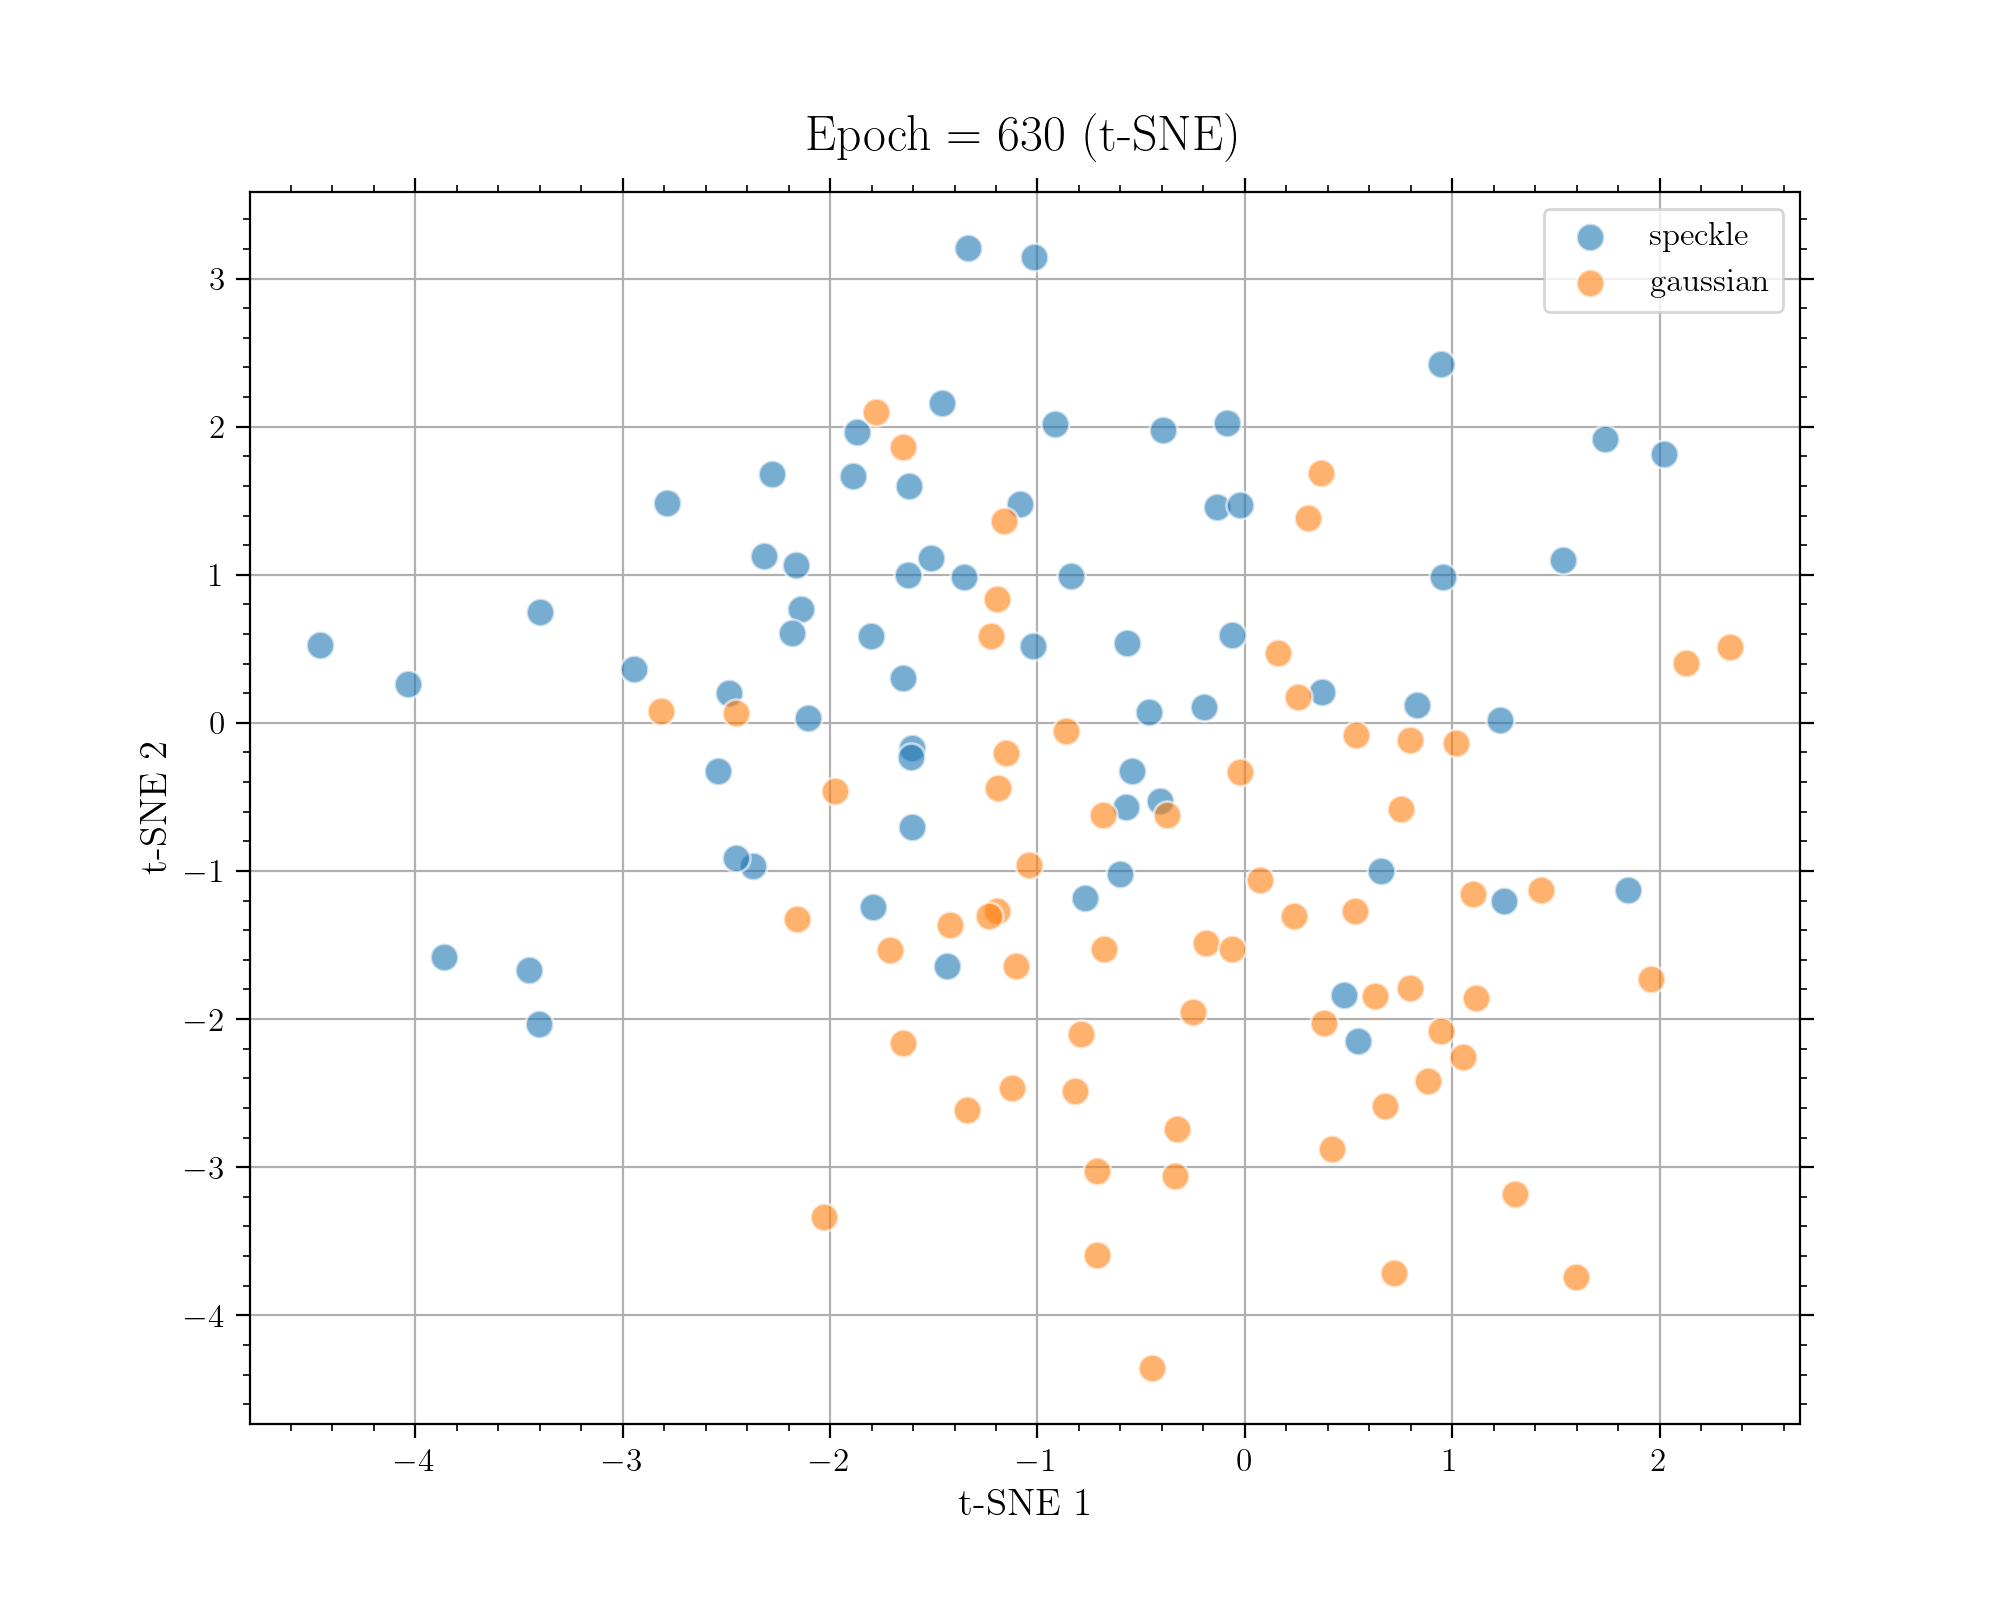 Epoch = 630 (t-SNE)
speckle
gaussian
3
2
1
0
−1
−2
−3
−4
t-SNE 2
−4 −3 −2 −1 0 1 2
t-SNE 1